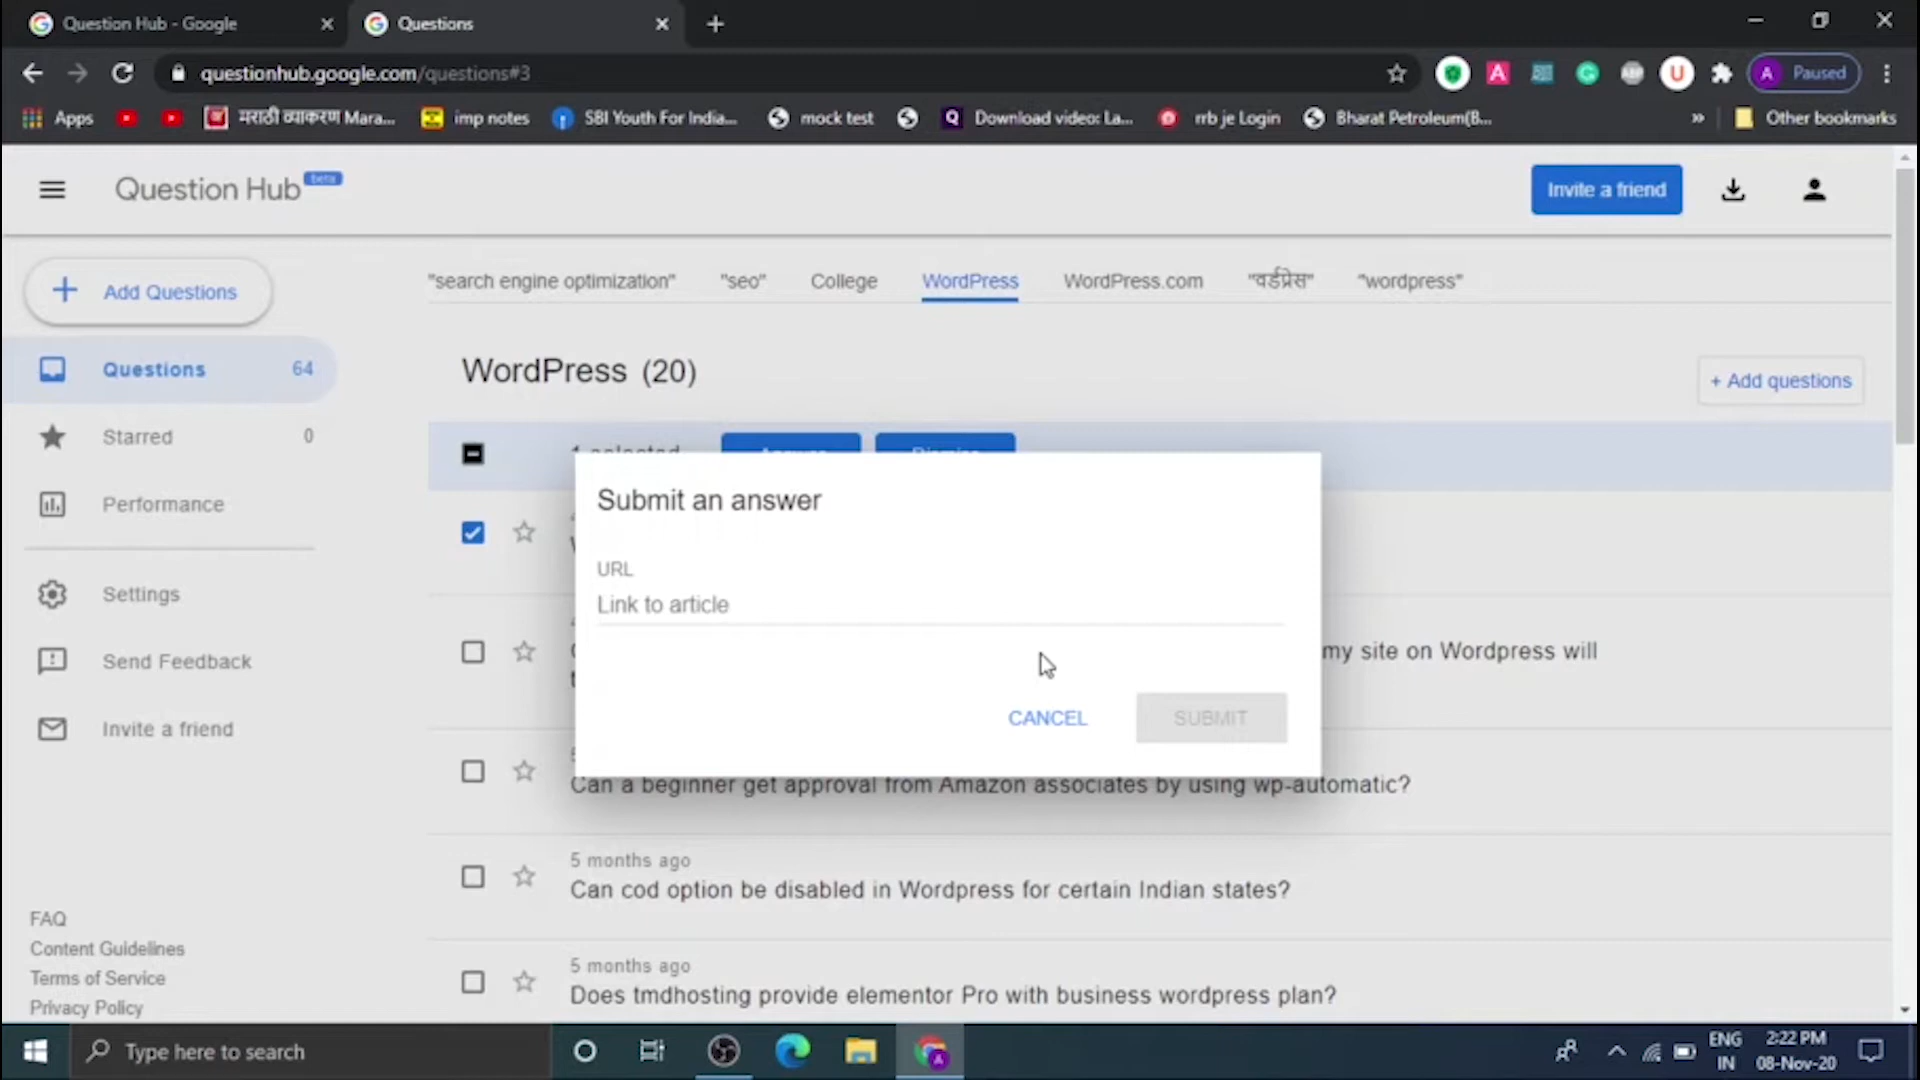 Question Hub - Google
Questions
questionhub.google.com/questions#3
Paused
Apps
मराठी व्याकरण Mara...
imp notes
SBI Youth For India...
mock test
Download video: La...
rrb je Login
Bharat Petroleum(B...
»
Other bookmarks
Question Hub beta
Invite a friend
Add Questions
"search engine optimization"
"seo"
College
WordPress
WordPress.com
"वर्डप्रेस"
"wordpress"
Questions 64
WordPress (20)
+ Add questions
Starred 0
1 selected
Answer
Dismiss
Performance
Submit an answer
URL
Link to article
Settings
my site on Wordpress will
Send Feedback
CANCEL
SUBMIT
Invite a friend
Can a beginner get approval from Amazon associates by using wp-automatic?
5 months ago
Can cod option be disabled in Wordpress for certain Indian states?
5 months ago
Does tmdhosting provide elementor Pro with business wordpress plan?
FAQ
Content Guidelines
Terms of Service
Privacy Policy
Type here to search
ENG
IN
2:22 PM
08-Nov-20